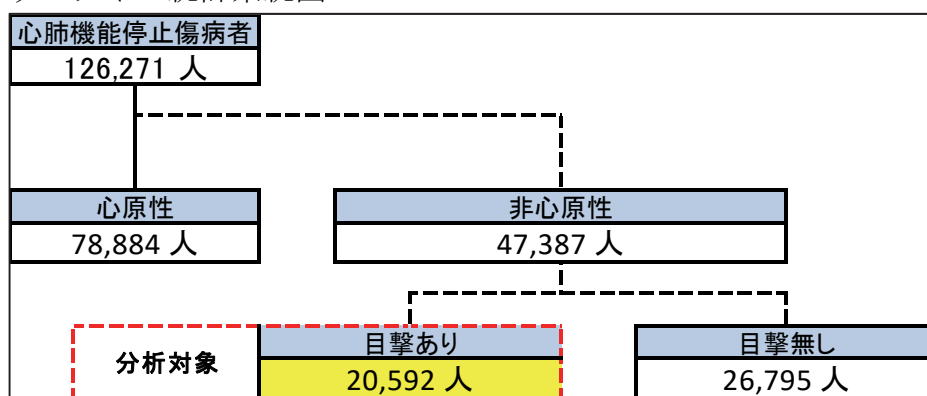 心肺機能停止傷病者
126,271 人
心原性
78,884 人
非心原性
47,387 人
分析対象
目撃あり
20,592 人
目撃無し
26,795 人